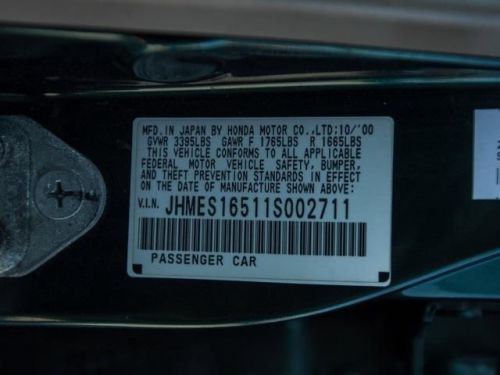 MFD.IN JAPAN BY HONDA MOTOR CO.,LTD;10/'00
GVWR 3395LBS GAWR F 1765LBS R 1665LBS
THIS VEHICLE CONFORMS TO ALL APPLICABLE
FEDERAL MOTOR VEHICLE SAFETY, BUMPER,
AND THEFT PREVENTION STANDARDS IN EFFECT
ON THE DATE OF MANUFACTURE SHOWN ABOVE:
V.I.N. JHMES16511S002711
PASSENGER CAR